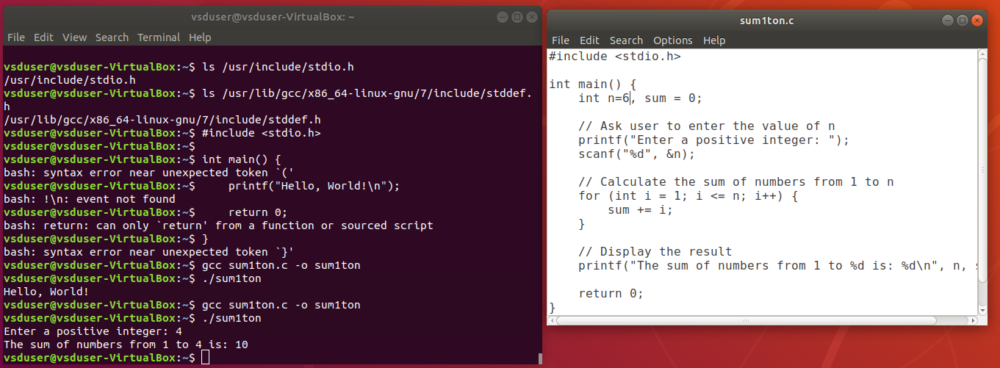 vsduser@vsduser-VirtualBox: ~
File Edit View Search Terminal Help
vsduser@vsduser-VirtualBox:~$ ls /usr/include/stdio.h
/usr/include/stdio.h
vsduser@vsduser-VirtualBox:~$ ls /usr/lib/gcc/x86_64-linux-gnu/7/include/stddef.
h
/usr/lib/gcc/x86_64-linux-gnu/7/include/stddef.h
vsduser@vsduser-VirtualBox:~$ #include <stdio.h>
vsduser@vsduser-VirtualBox:~$
vsduser@vsduser-VirtualBox:~$ int main() {
bash: syntax error near unexpected token `('
vsduser@vsduser-VirtualBox:~$     printf("Hello, World!\n");
bash: !\n: event not found
vsduser@vsduser-VirtualBox:~$     return 0;
bash: return: can only `return' from a function or sourced script
vsduser@vsduser-VirtualBox:~$ }
bash: syntax error near unexpected token `}'
vsduser@vsduser-VirtualBox:~$ gcc sum1ton.c -o sum1ton
vsduser@vsduser-VirtualBox:~$ ./sum1ton
Hello, World!
vsduser@vsduser-VirtualBox:~$ gcc sum1ton.c -o sum1ton
vsduser@vsduser-VirtualBox:~$ ./sum1ton
Enter a positive integer: 4
The sum of numbers from 1 to 4 is: 10
vsduser@vsduser-VirtualBox:~$
sum1ton.c
File Edit Search Options Help
#include <stdio.h>
int main() {
    int n=6, sum = 0;
    // Ask user to enter the value of n
    printf("Enter a positive integer: ");
    scanf("%d", &n);
    // Calculate the sum of numbers from 1 to n
    for (int i = 1; i <= n; i++) {
        sum += i;
    }
    // Display the result
    printf("The sum of numbers from 1 to %d is: %d\n", n,
    return 0;
}